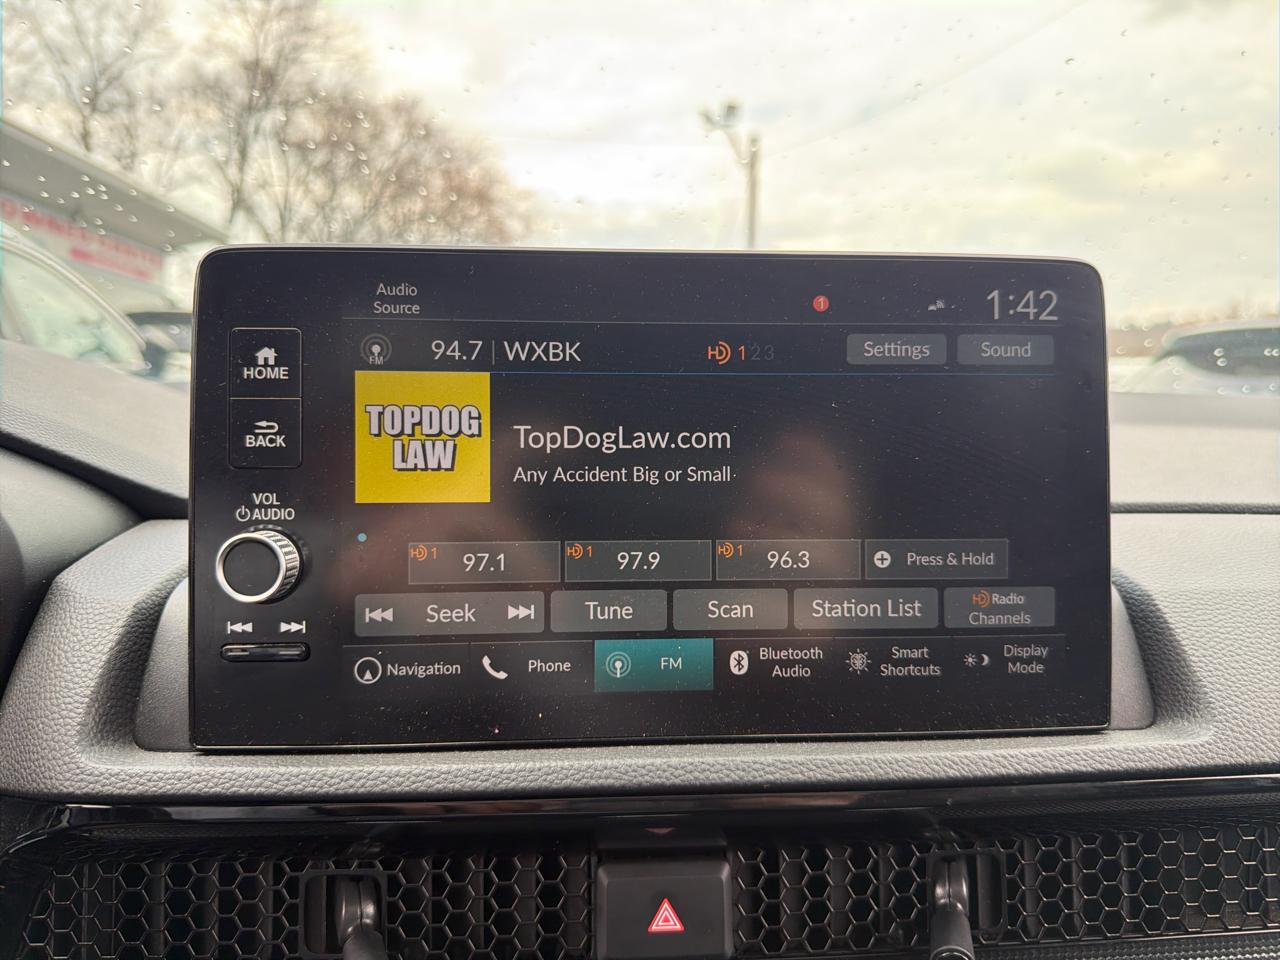 Audio
Source
1
1:42
HOME
FM
94.7 | WXBK
HD 1 2 3
Settings
Sound
BACK
TOPDOG
LAW
TopDogLaw.com
Any Accident Big or Small
VOL
AUDIO
HD 1 97.1
HD 1 97.9
HD 1 96.3
+ Press & Hold
Seek
Tune
Scan
Station List
HD Radio
Channels
Navigation
Phone
FM
Bluetooth
Audio
Smart
Shortcuts
Display
Mode